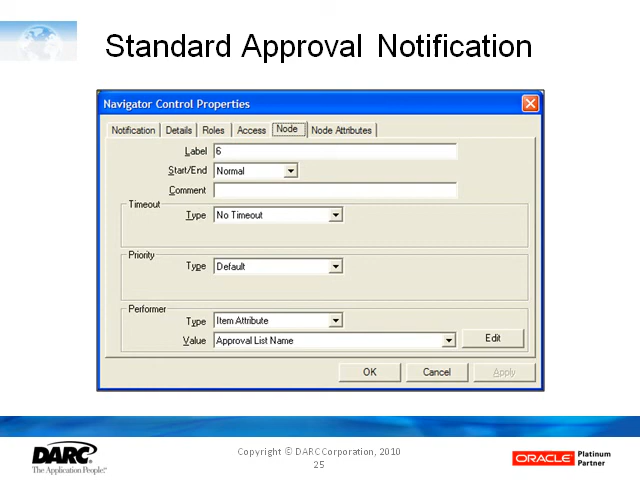 Standard Approval Notification
Navigator Control Properties
Notification Details Roles Access Node Node Attributes
Label 6
Start/End Normal
Comment
Timeout
Type No Timeout
Priority
Type Default
Performer
Type Item Attribute
Value Approval List Name Edit
OK Cancel Apply
DARC
The Application People.
Copyright © DARCCorporation, 2010
25
ORACLE Platinum
Partner